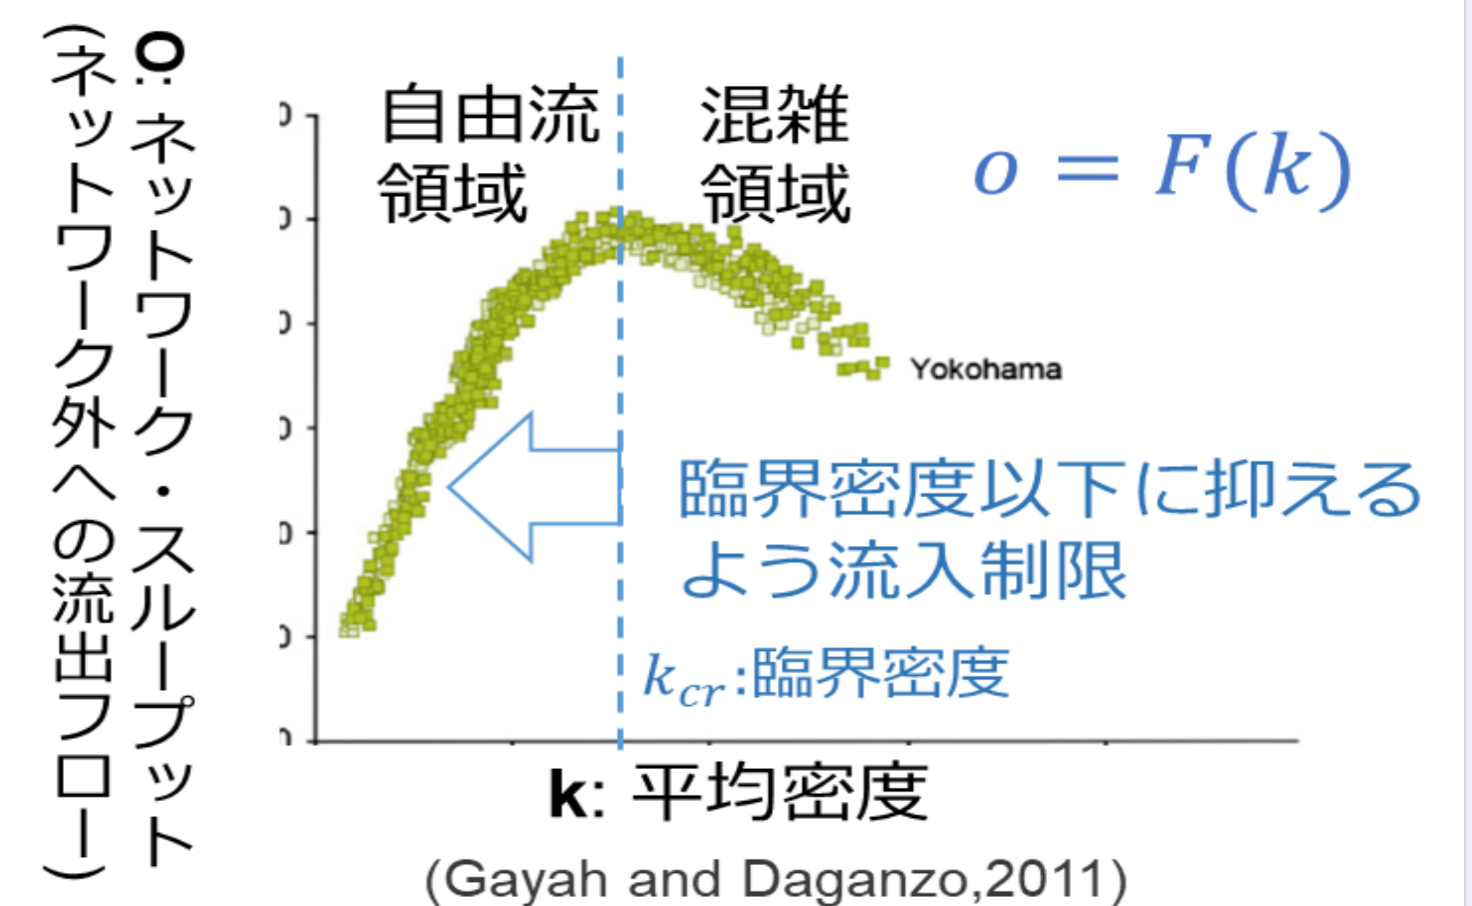 O: ネットワーク・スループット
(ネットワーク外への流出フロー)
自由流
領域
混雑
領域
o = F(k)
Yokohama
臨界密度以下に抑える
よう流入制限
k_cr:臨界密度
k: 平均密度
(Gayah and Daganzo,2011)